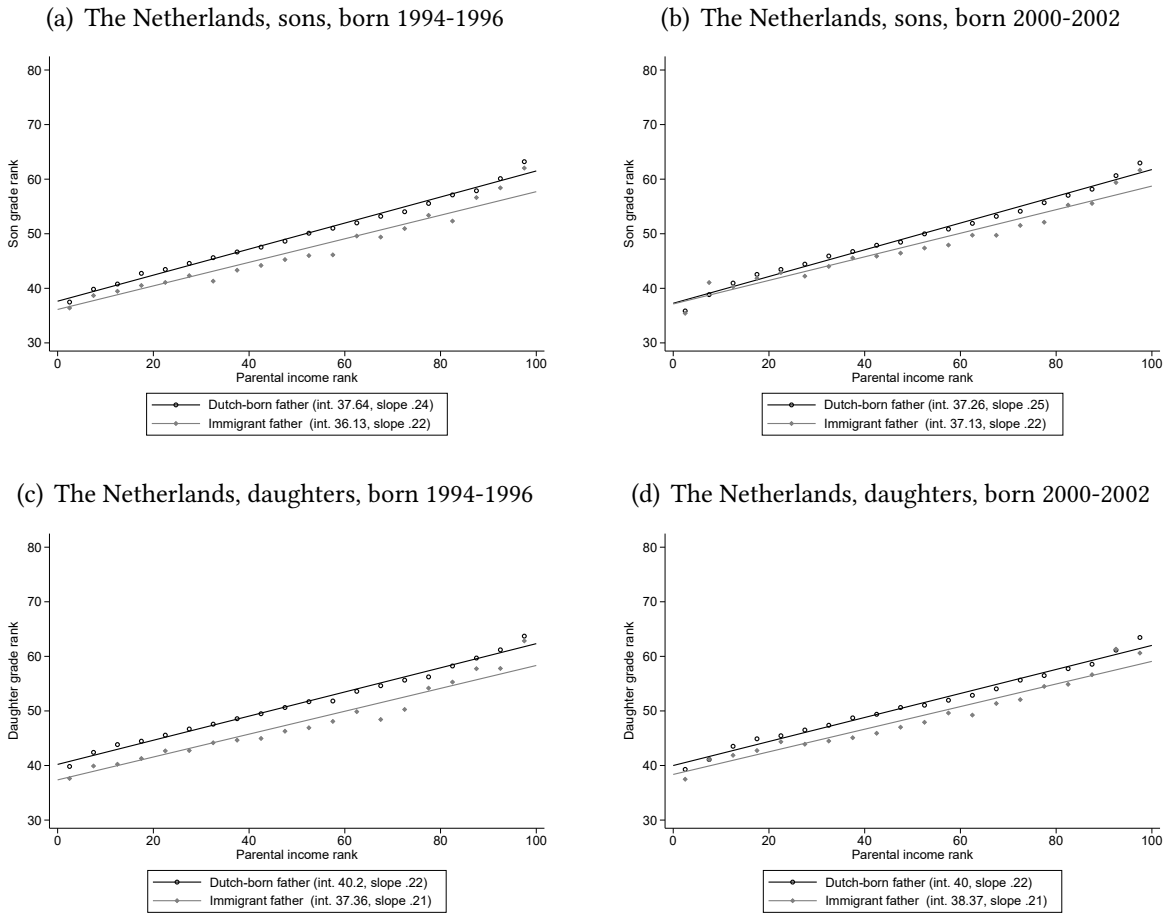 (a) The Netherlands, sons, born 1994-1996
80
70
60
50
40
30
Son grade rank
0 20 40 60 80 100
Parental income rank
Dutch-born father (int. 37.64, slope .24)
Immigrant father (int. 36.13, slope .22)
(b) The Netherlands, sons, born 2000-2002
80
70
60
50
40
30
Son grade rank
0 20 40 60 80 100
Parental income rank
Dutch-born father (int. 37.26, slope .25)
Immigrant father (int. 37.13, slope .22)
(c) The Netherlands, daughters, born 1994-1996
80
70
60
50
40
30
Daughter grade rank
0 20 40 60 80 100
Parental income rank
Dutch-born father (int. 40.2, slope .22)
Immigrant father (int. 37.36, slope .21)
(d) The Netherlands, daughters, born 2000-2002
80
70
60
50
40
30
Daughter grade rank
0 20 40 60 80 100
Parental income rank
Dutch-born father (int. 40, slope .22)
Immigrant father (int. 38.37, slope .21)